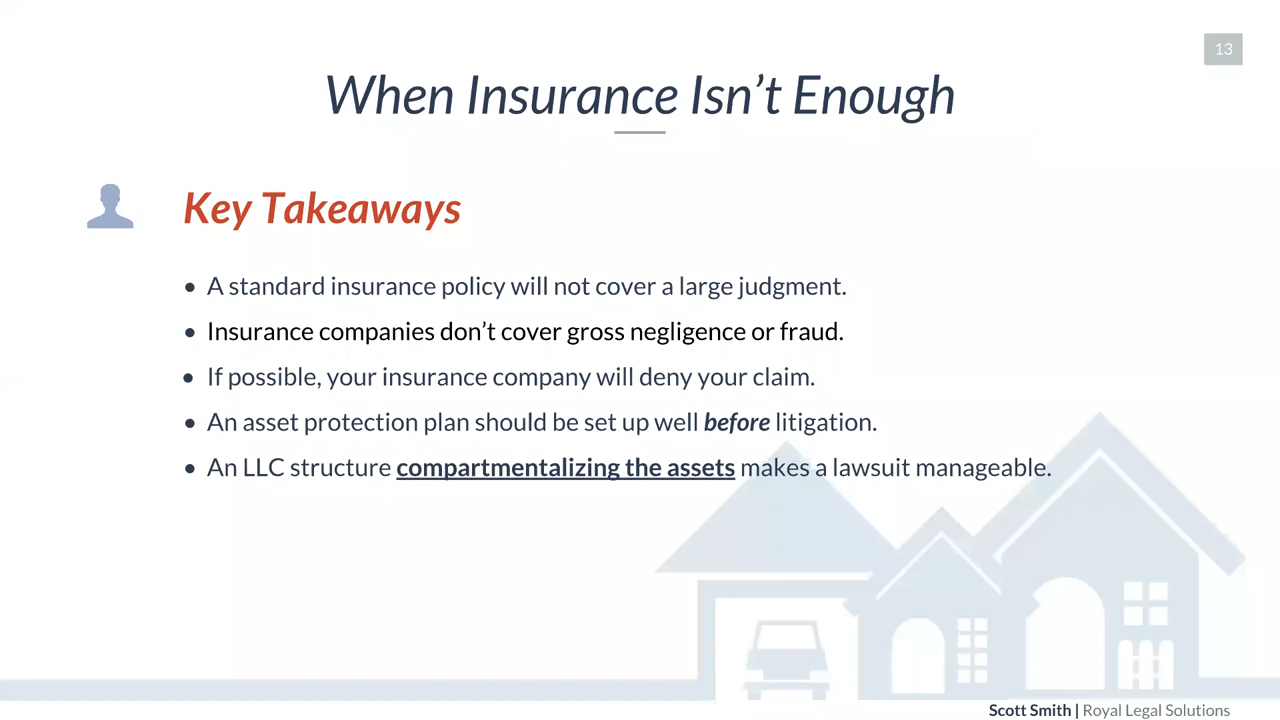 13
When Insurance Isn’t Enough
Key Takeaways
• A standard insurance policy will not cover a large judgment.
• Insurance companies don’t cover gross negligence or fraud.
• If possible, your insurance company will deny your claim.
• An asset protection plan should be set up well before litigation.
• An LLC structure compartmentalizing the assets makes a lawsuit manageable.
Scott Smith | Royal Legal Solutions